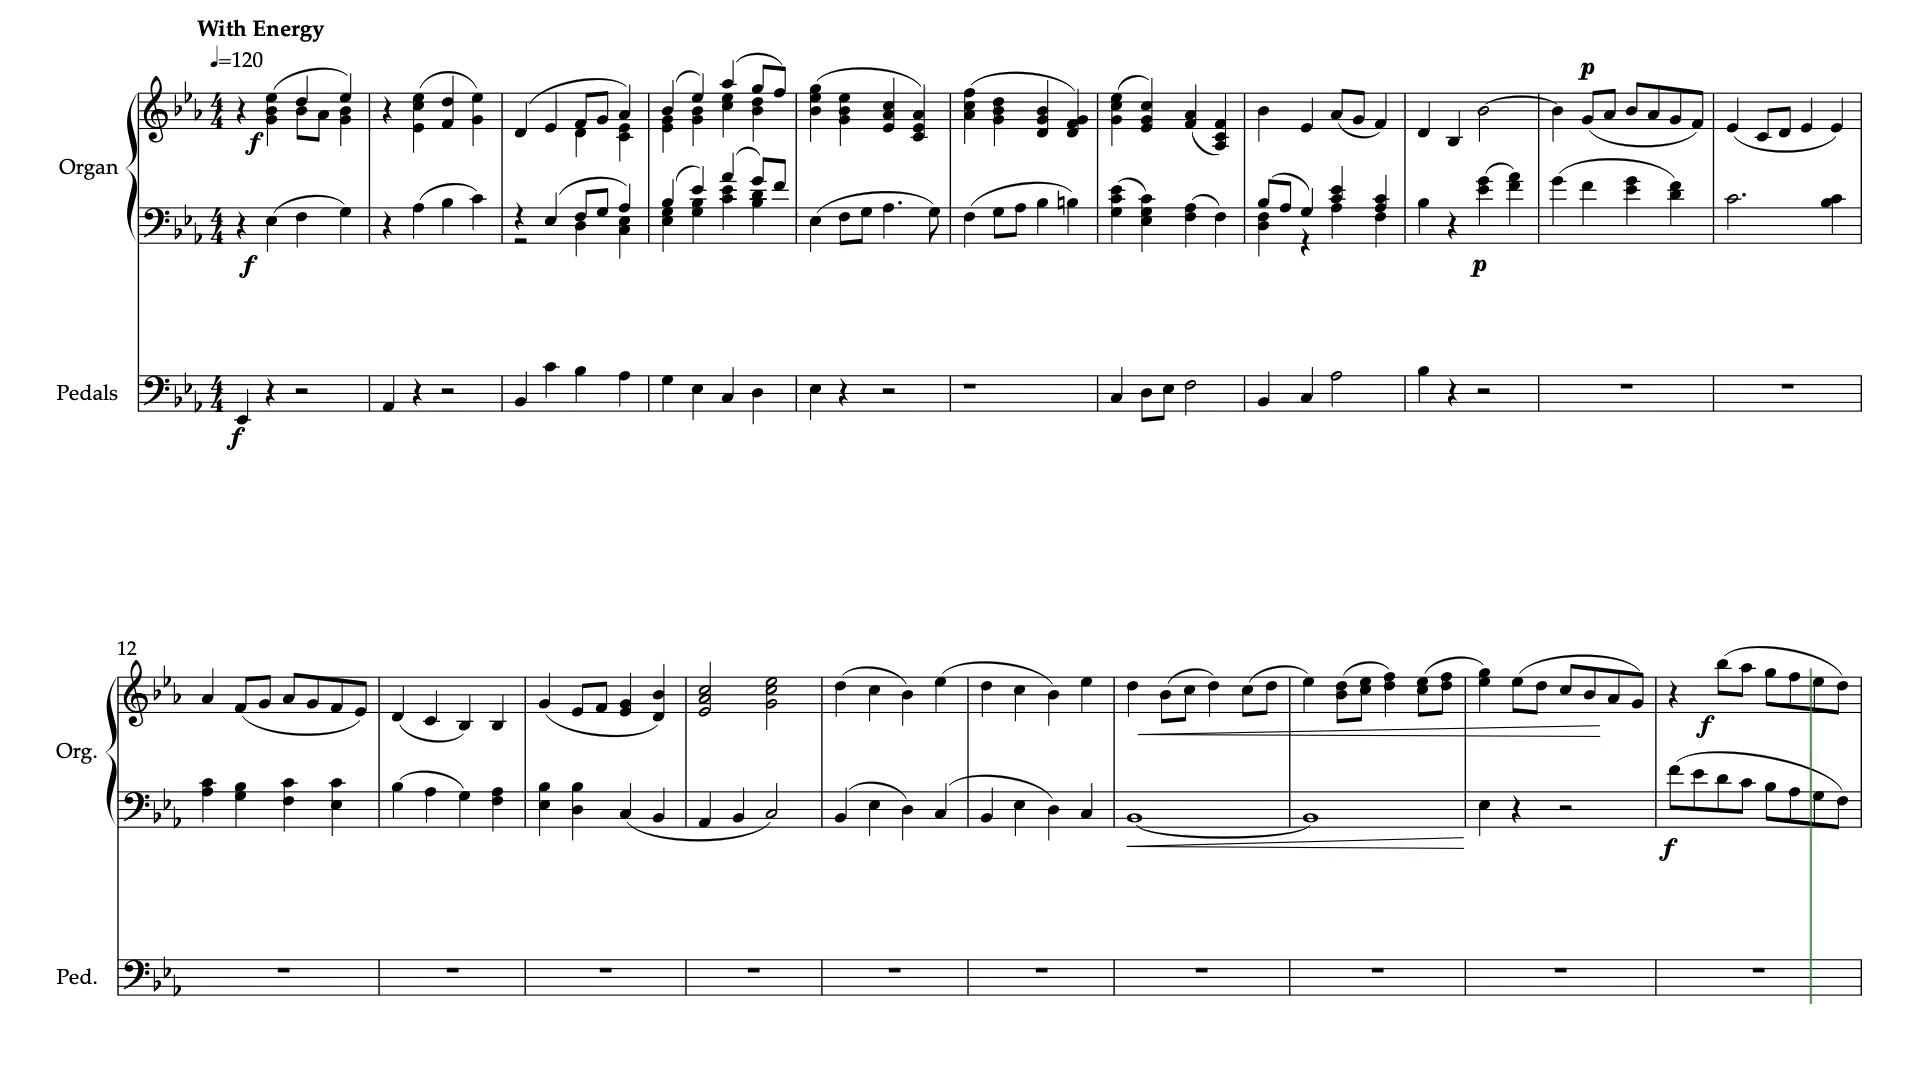 With Energy
♩=120
f
Organ
p
f
p
Pedals
f
12
Org.
f
f
Ped.